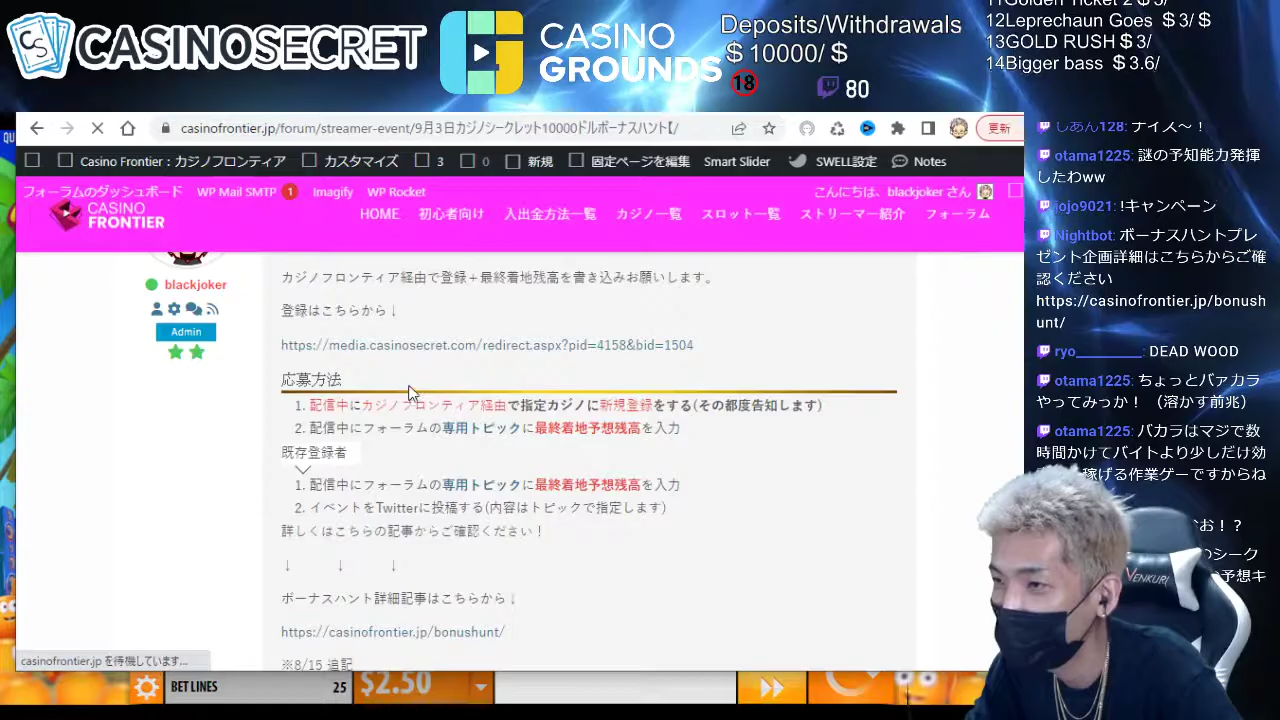 CASINOSECRET
CASINO
GROUNDS
Deposits/Withdrawals
$10000/$
18
80
12Leprechaun Goes $3/$
13GOLD RUSH$3/
14Bigger bass $3.6/
casinofrontier.jp/forum/streamer-event/9月3日カジノシークレット10000ドルボーナスハント【/
更新
Casino Frontier：カジノフロンティア
カスタマイズ
3
0
新規
固定ページを編集
Smart Slider
SWELL設定
Notes
フォーラムのダッシュボード
WP Mail SMTP 1
Imagify
WP Rocket
こんにちは、blackjoker さん
CASINO
FRONTIER
HOME
初心者向け
入出金方法一覧
カジノ一覧
スロット一覧
ストリーマー紹介
フォーラム
blackjoker
Admin
カジノフロンティア経由で登録＋最終着地残高を書き込みお願いします。
登録はこちらから↓
https://media.casinosecret.com/redirect.aspx?pid=4158&bid=1504
応募方法
1. 配信中にカジノフロンティア経由で指定カジノに新規登録をする(その都度告知します)
2. 配信中にフォーラムの専用トピックに最終着地予想残高を入力
既存登録者
1. 配信中にフォーラムの専用トピックに最終着地予想残高を入力
2. イベントをTwitterに投稿する(内容はトピックで指定します)
詳しくはこちらの記事からご確認ください！
↓ ↓ ↓
ボーナスハント詳細記事はこちらから↓
https://casinofrontier.jp/bonushunt/
※8/15 追記
casinofrontier.jp を待機しています...
BET LINES
25
$2.50
しあん128: ナイス〜！
otama1225: 謎の予知能力発揮
したわww
jojo9021: !キャンペーン
Nightbot: ボーナスハントプレ
ゼント企画詳細はこちらからご確
認ください
https://casinofrontier.jp/bonush
unt/
ryo________: DEAD WOOD
otama1225: ちょっとバァカラ
やってみっか！（溶かす前兆）
otama1225: バカラはマジで数
時間かけてバイトより少しだけ効
稼げる作業ゲーですからね
お！？
のシーク
の予想キ
VENKURI